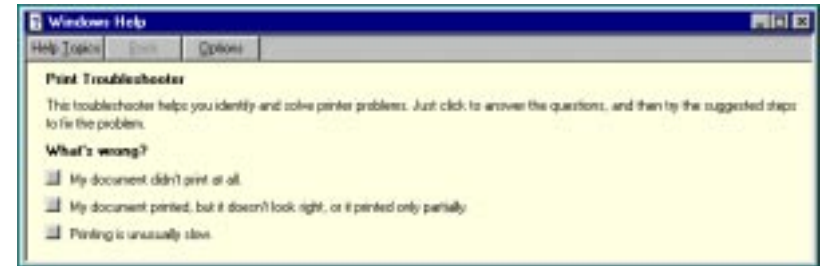 Windows Help
Help Topics Back Options
Print Troubleshooter
This troubleshooter helps you identify and solve printer problems. Just click to answer the questions, and then try the suggested steps
to fix the problem.
What's wrong?
My document didn't print at all.
My document printed, but it doesn't look right, or it printed only partially.
Printing is unusually slow.